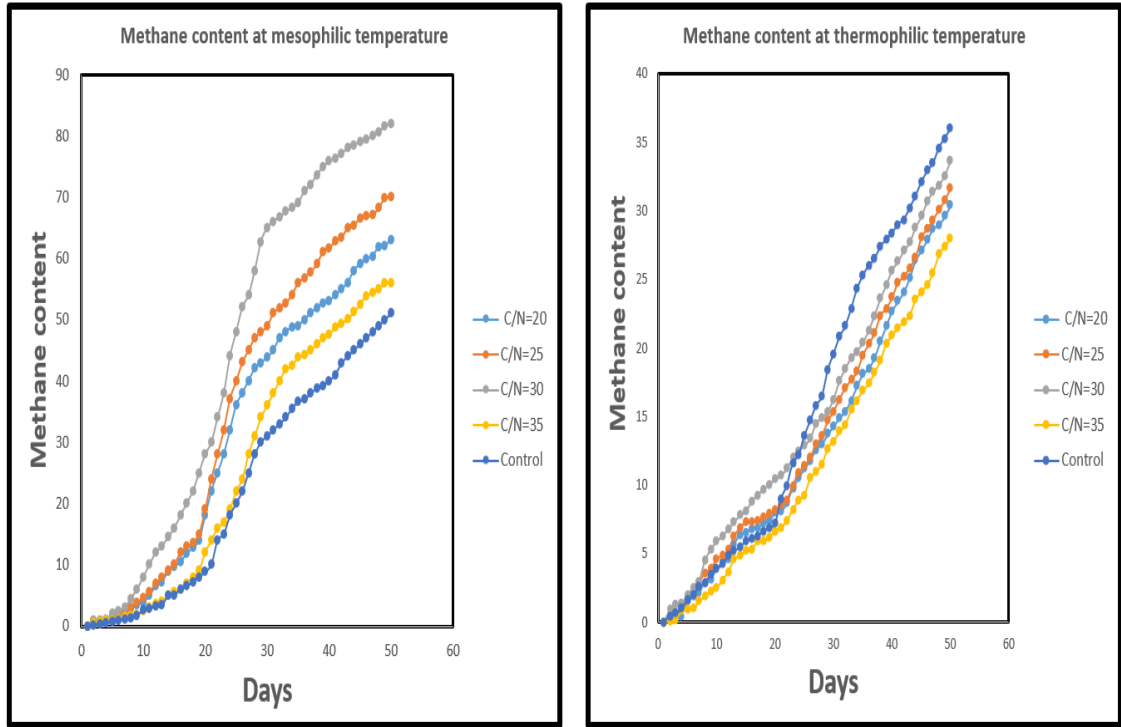 Methane content at mesophilic temperature
90
80
70
60
50
40
30
20
10
0
0 10 20 30 40 50 60
Methane content
Days
C/N=20
C/N=25
C/N=30
C/N=35
Control
Methane content at thermophilic temperature
40
35
30
25
20
15
10
5
0
0 10 20 30 40 50 60
Methane content
Days
C/N=20
C/N=25
C/N=30
C/N=35
Control